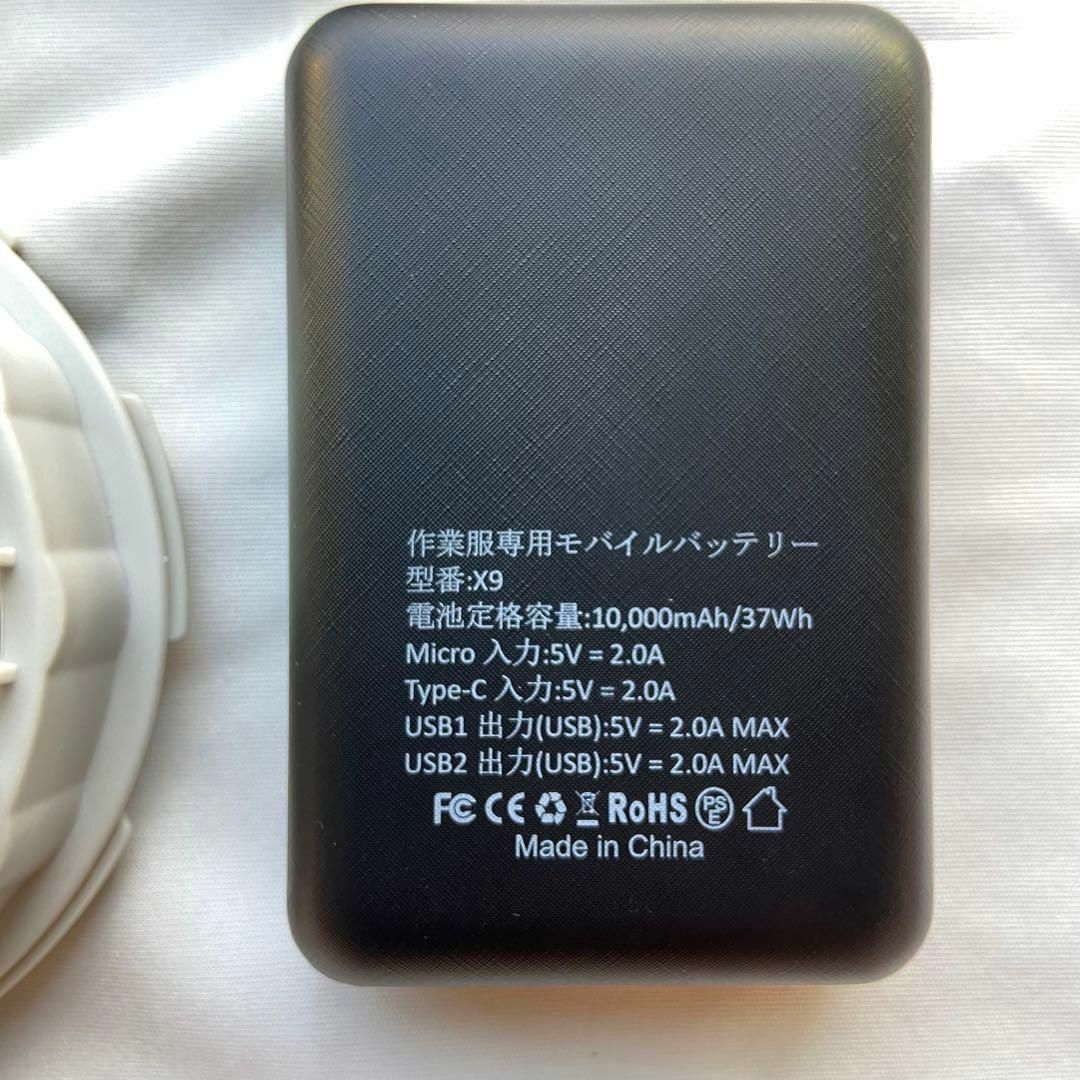 作業服専用モバイルバッテリー
型番:X9
電池定格容量:10,000mAh/37Wh
Micro 入力:5V = 2.0A
Type-C 入力:5V = 2.0A
USB1 出力(USB):5V = 2.0A MAX
USB2 出力(USB):5V = 2.0A MAX
FC CE RoHS PSE
Made in China